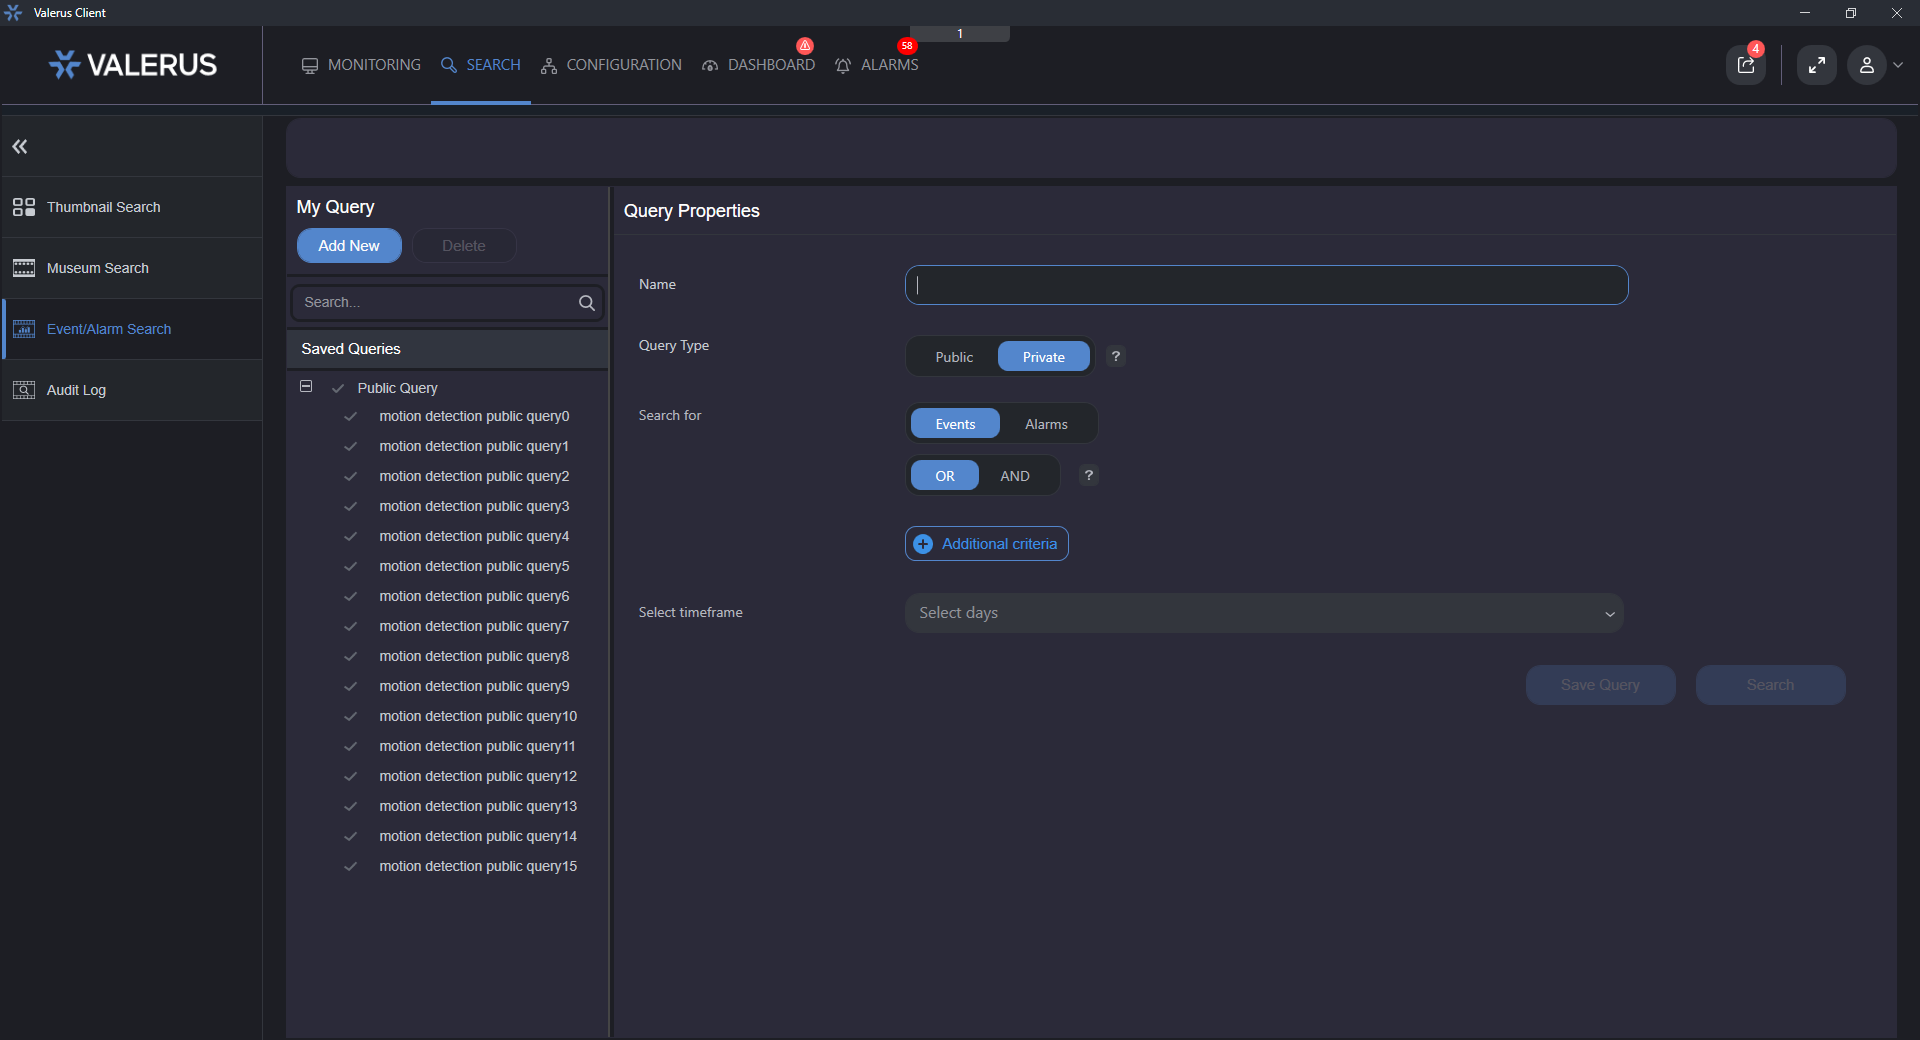 Valerus Client
1
VALERUS
MONITORING
SEARCH
CONFIGURATION
DASHBOARD
58
ALARMS
4
Thumbnail Search
Museum Search
Event/Alarm Search
Audit Log
My Query
Add New
Delete
Search...
Saved Queries
Public Query
motion detection public query0
motion detection public query1
motion detection public query2
motion detection public query3
motion detection public query4
motion detection public query5
motion detection public query6
motion detection public query7
motion detection public query8
motion detection public query9
motion detection public query10
motion detection public query11
motion detection public query12
motion detection public query13
motion detection public query14
motion detection public query15
Query Properties
Name
Query Type
Public
Private
?
Search for
Events
Alarms
OR
AND
?
Additional criteria
Select timeframe
Select days
Save Query
Search